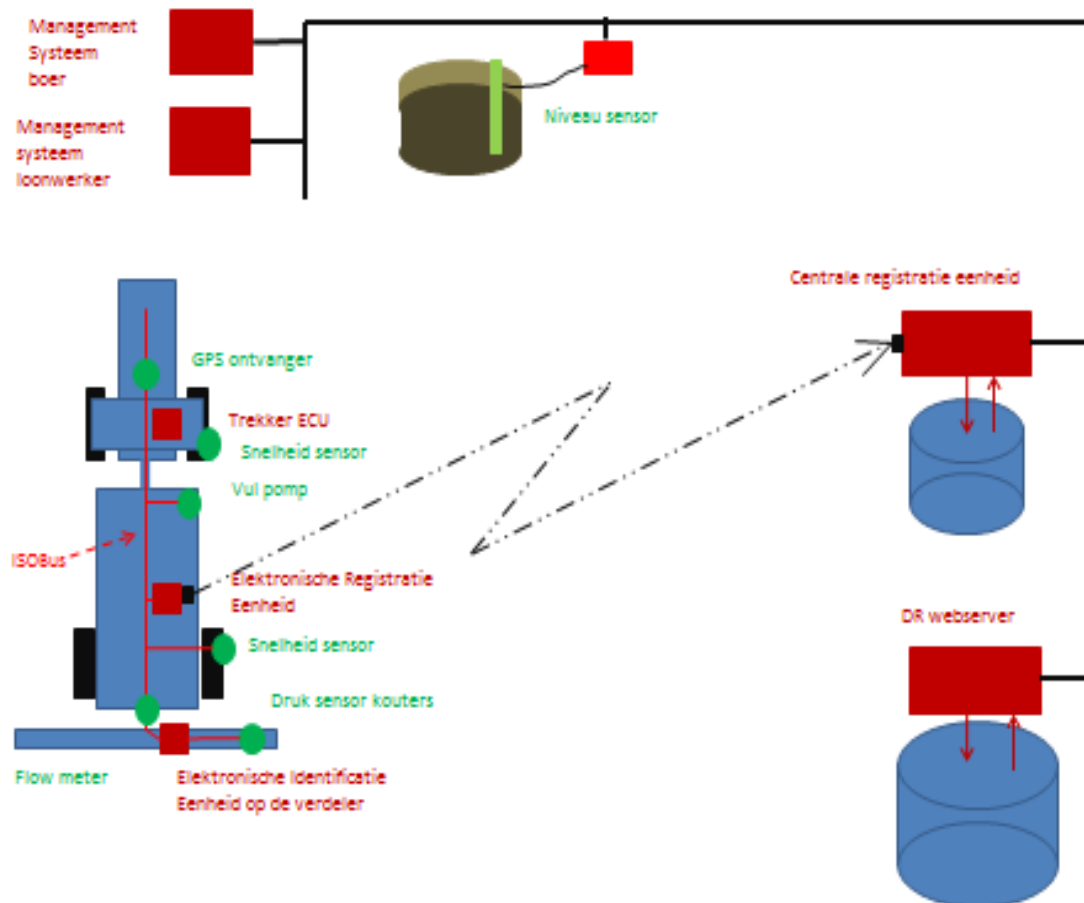 Management
Systeem
boer
Management
systeem
loonwerker
Niveau sensor
Centrale registratie eenheid
GPS ontvanger
Trekker ECU
Snelheid sensor
Vul pomp
ISOBus
Elektronische Registratie
Eenheid
DR webserver
Snelheid sensor
Druk sensor kouters
Flow meter
Elektronische Identificatie
Eenheid op de verdeler